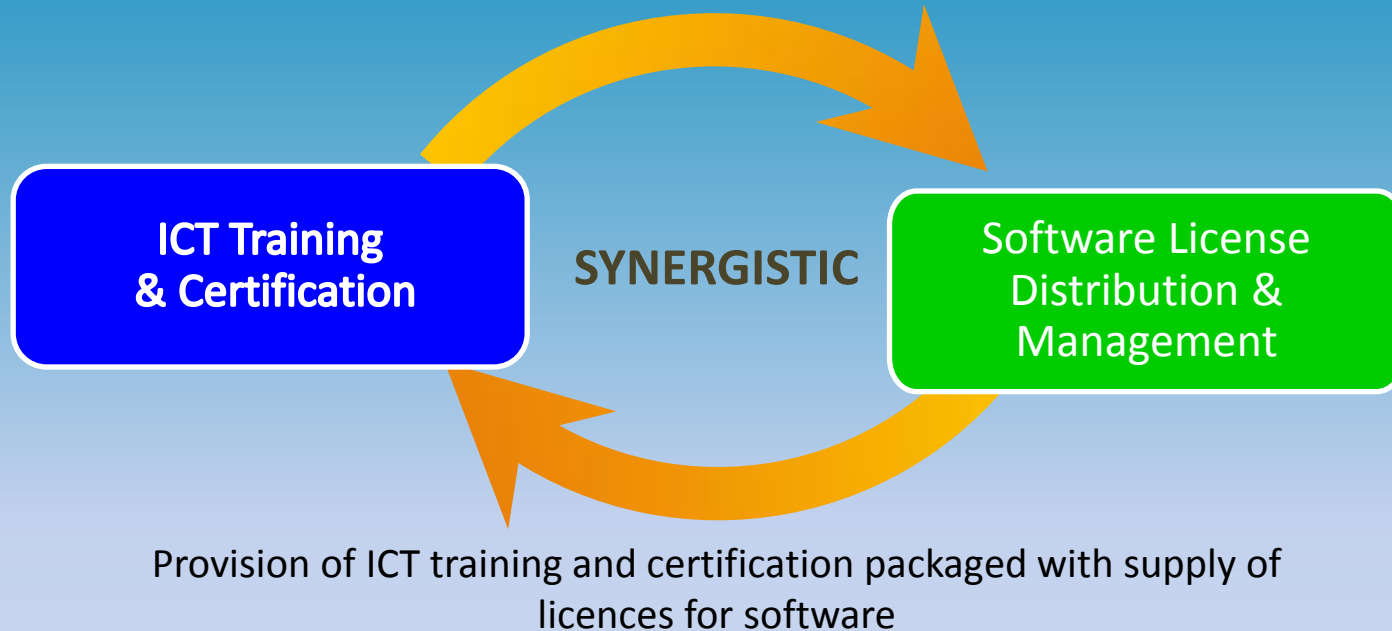 ICT Training
& Certification
SYNERGISTIC
Software License
Distribution &
Management
Provision of ICT training and certification packaged with supply of
licences for software